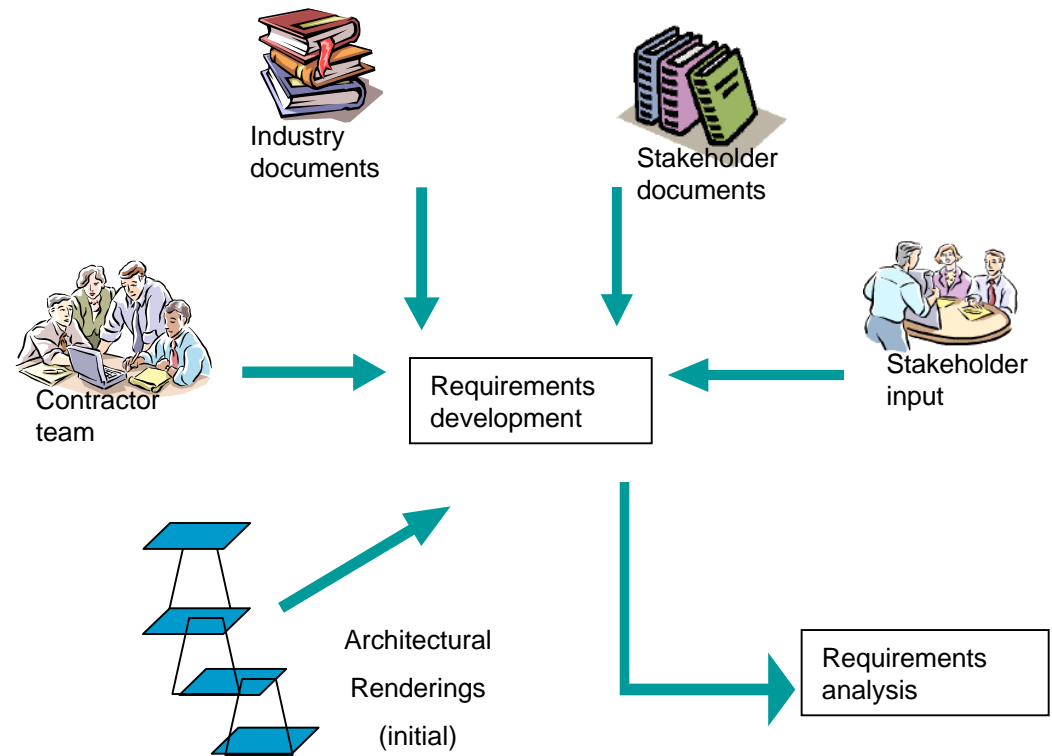 Industry
documents
Stakeholder
documents
Contractor
team
Requirements
development
Stakeholder
input
Architectural
Renderings
(initial)
Requirements
analysis